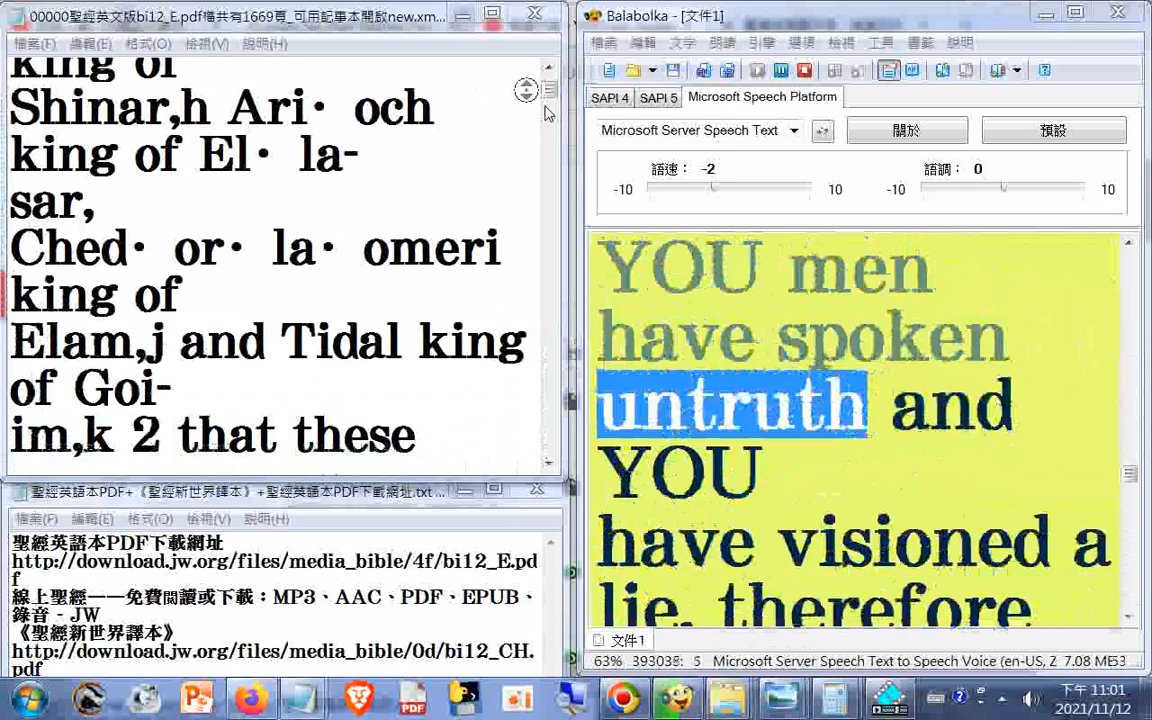 00000聖經英文版bi12_E.pdf檔共有1669頁_可用記事本開啟new.xm...
檔案(F) 編輯(E) 格式(O) 檢視(V) 說明(H)
king of
Shinar,h Ari· och
king of El· la-
sar,
Ched· or· la· omeri
king of
Elam,j and Tidal king
of Goi-
im,k 2 that these
聖經英語本PDF+《聖經新世界譯本》+聖經英語本PDF下載網址.txt ...
檔案(F) 編輯(E) 格式(O) 檢視(V) 說明(H)
聖經英語本PDF下載網址
http://download.jw.org/files/media_bible/4f/bi12_E.pd
f
線上聖經——免費閱讀或下載：MP3、AAC、PDF、EPUB、
錄音 - JW
《聖經新世界譯本》
http://download.jw.org/files/media_bible/0d/bi12_CH.
pdf
Balabolka - [文件1]
檔案 編輯 文字 朗讀 引擎 選項 檢視 工具 書籤 說明
SAPI 4 SAPI 5 Microsoft Speech Platform
Microsoft Server Speech Text 關於 預設
語速： -2 語調： 0
-10 10 -10 10
YOU men
have spoken
untruth and
YOU
have visioned a
lie, therefore
文件1
63% 393038: 5 Microsoft Server Speech Text to Speech Voice (en-US, Z 7.08 ME53
下午 11:01
2021/11/12